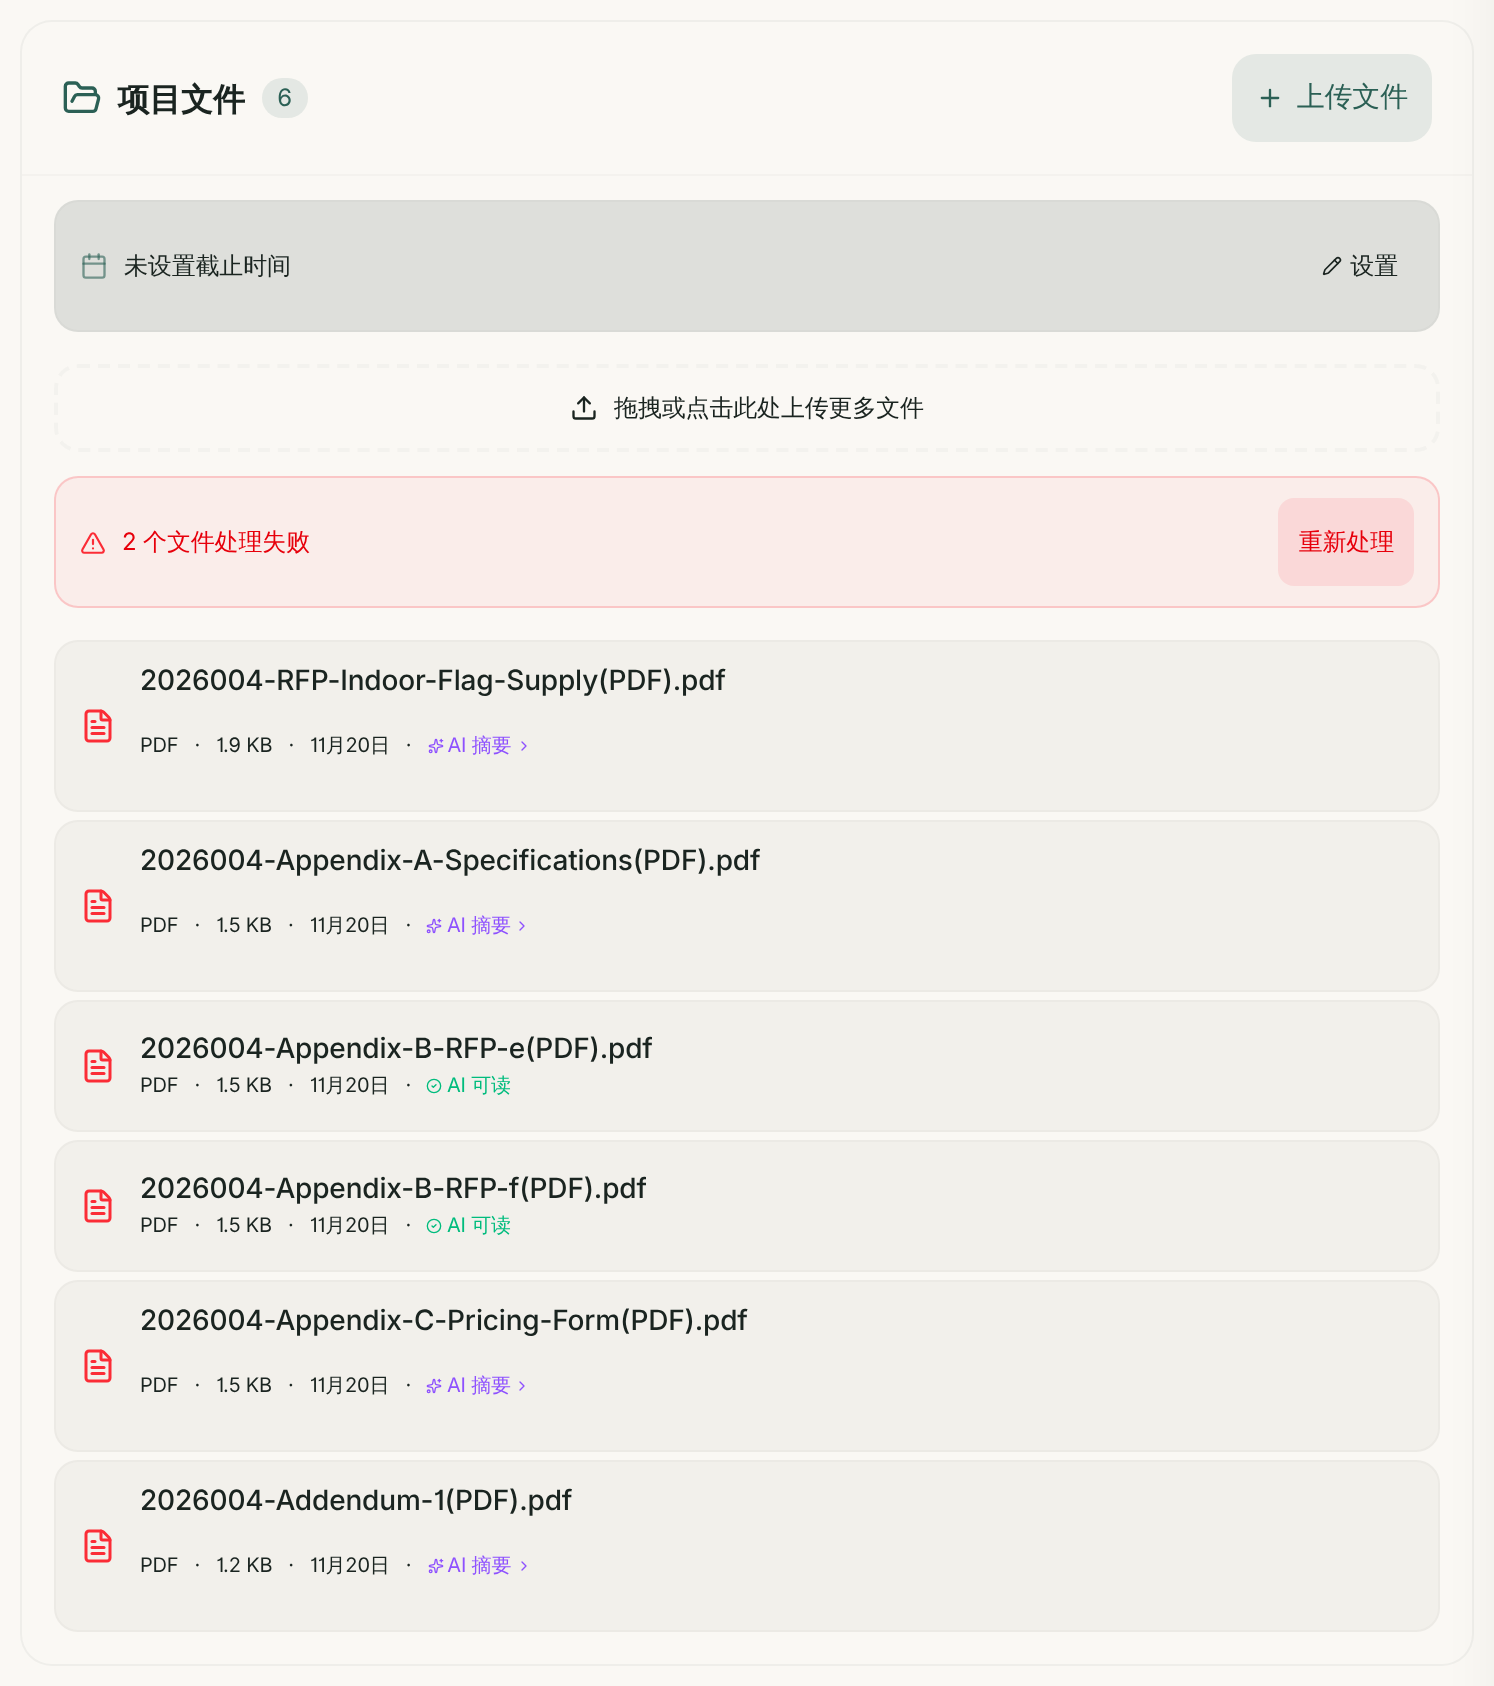 项目文件 6
+ 上传文件
未设置截止时间
设置
拖拽或点击此处上传更多文件
2 个文件处理失败
重新处理
2026004-RFP-Indoor-Flag-Supply(PDF).pdf
PDF · 1.9 KB · 11月20日 · AI 摘要 ›
2026004-Appendix-A-Specifications(PDF).pdf
PDF · 1.5 KB · 11月20日 · AI 摘要 ›
2026004-Appendix-B-RFP-e(PDF).pdf
PDF · 1.5 KB · 11月20日 · AI 可读
2026004-Appendix-B-RFP-f(PDF).pdf
PDF · 1.5 KB · 11月20日 · AI 可读
2026004-Appendix-C-Pricing-Form(PDF).pdf
PDF · 1.5 KB · 11月20日 · AI 摘要 ›
2026004-Addendum-1(PDF).pdf
PDF · 1.2 KB · 11月20日 · AI 摘要 ›